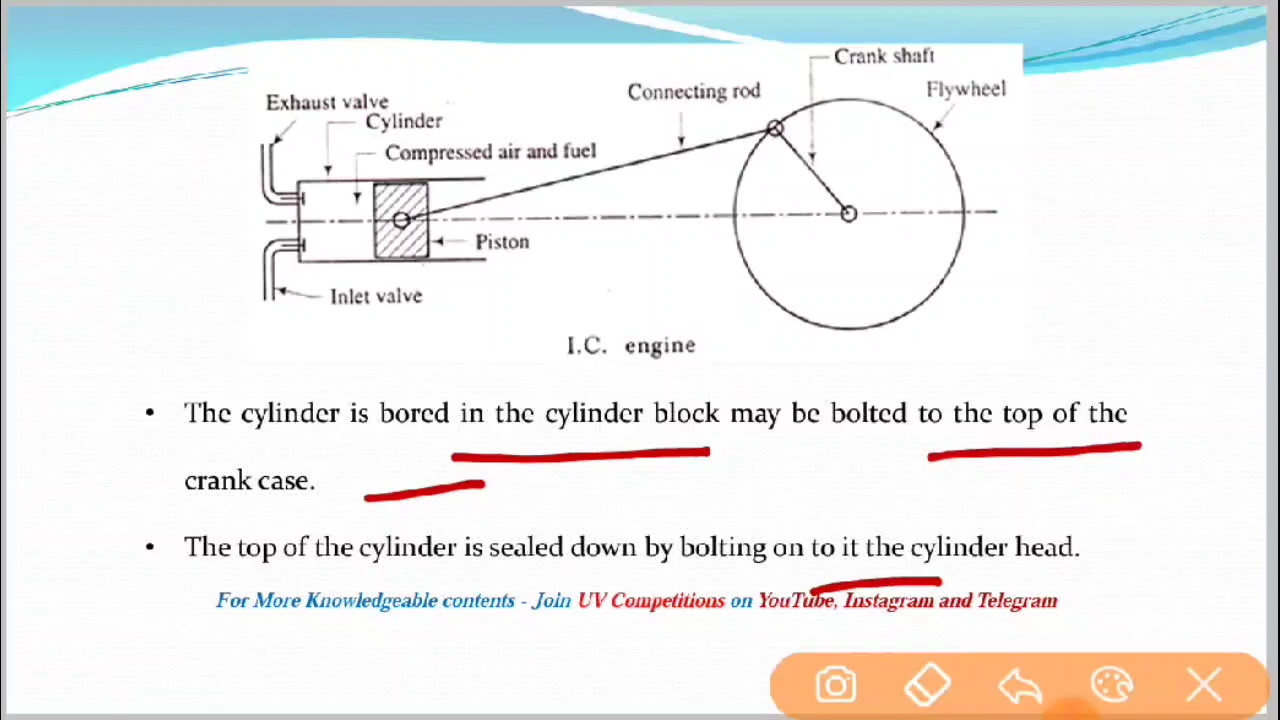 Crank shaft
Connecting rod
Flywheel
Exhaust valve
Cylinder
Compressed air and fuel
Piston
Inlet valve
I.C. engine
• The cylinder is bored in the cylinder block may be bolted to the top of the
crank case.
• The top of the cylinder is sealed down by bolting on to it the cylinder head.
For More Knowledgeable contents - Join UV Competitions on YouTube, Instagram and Telegram